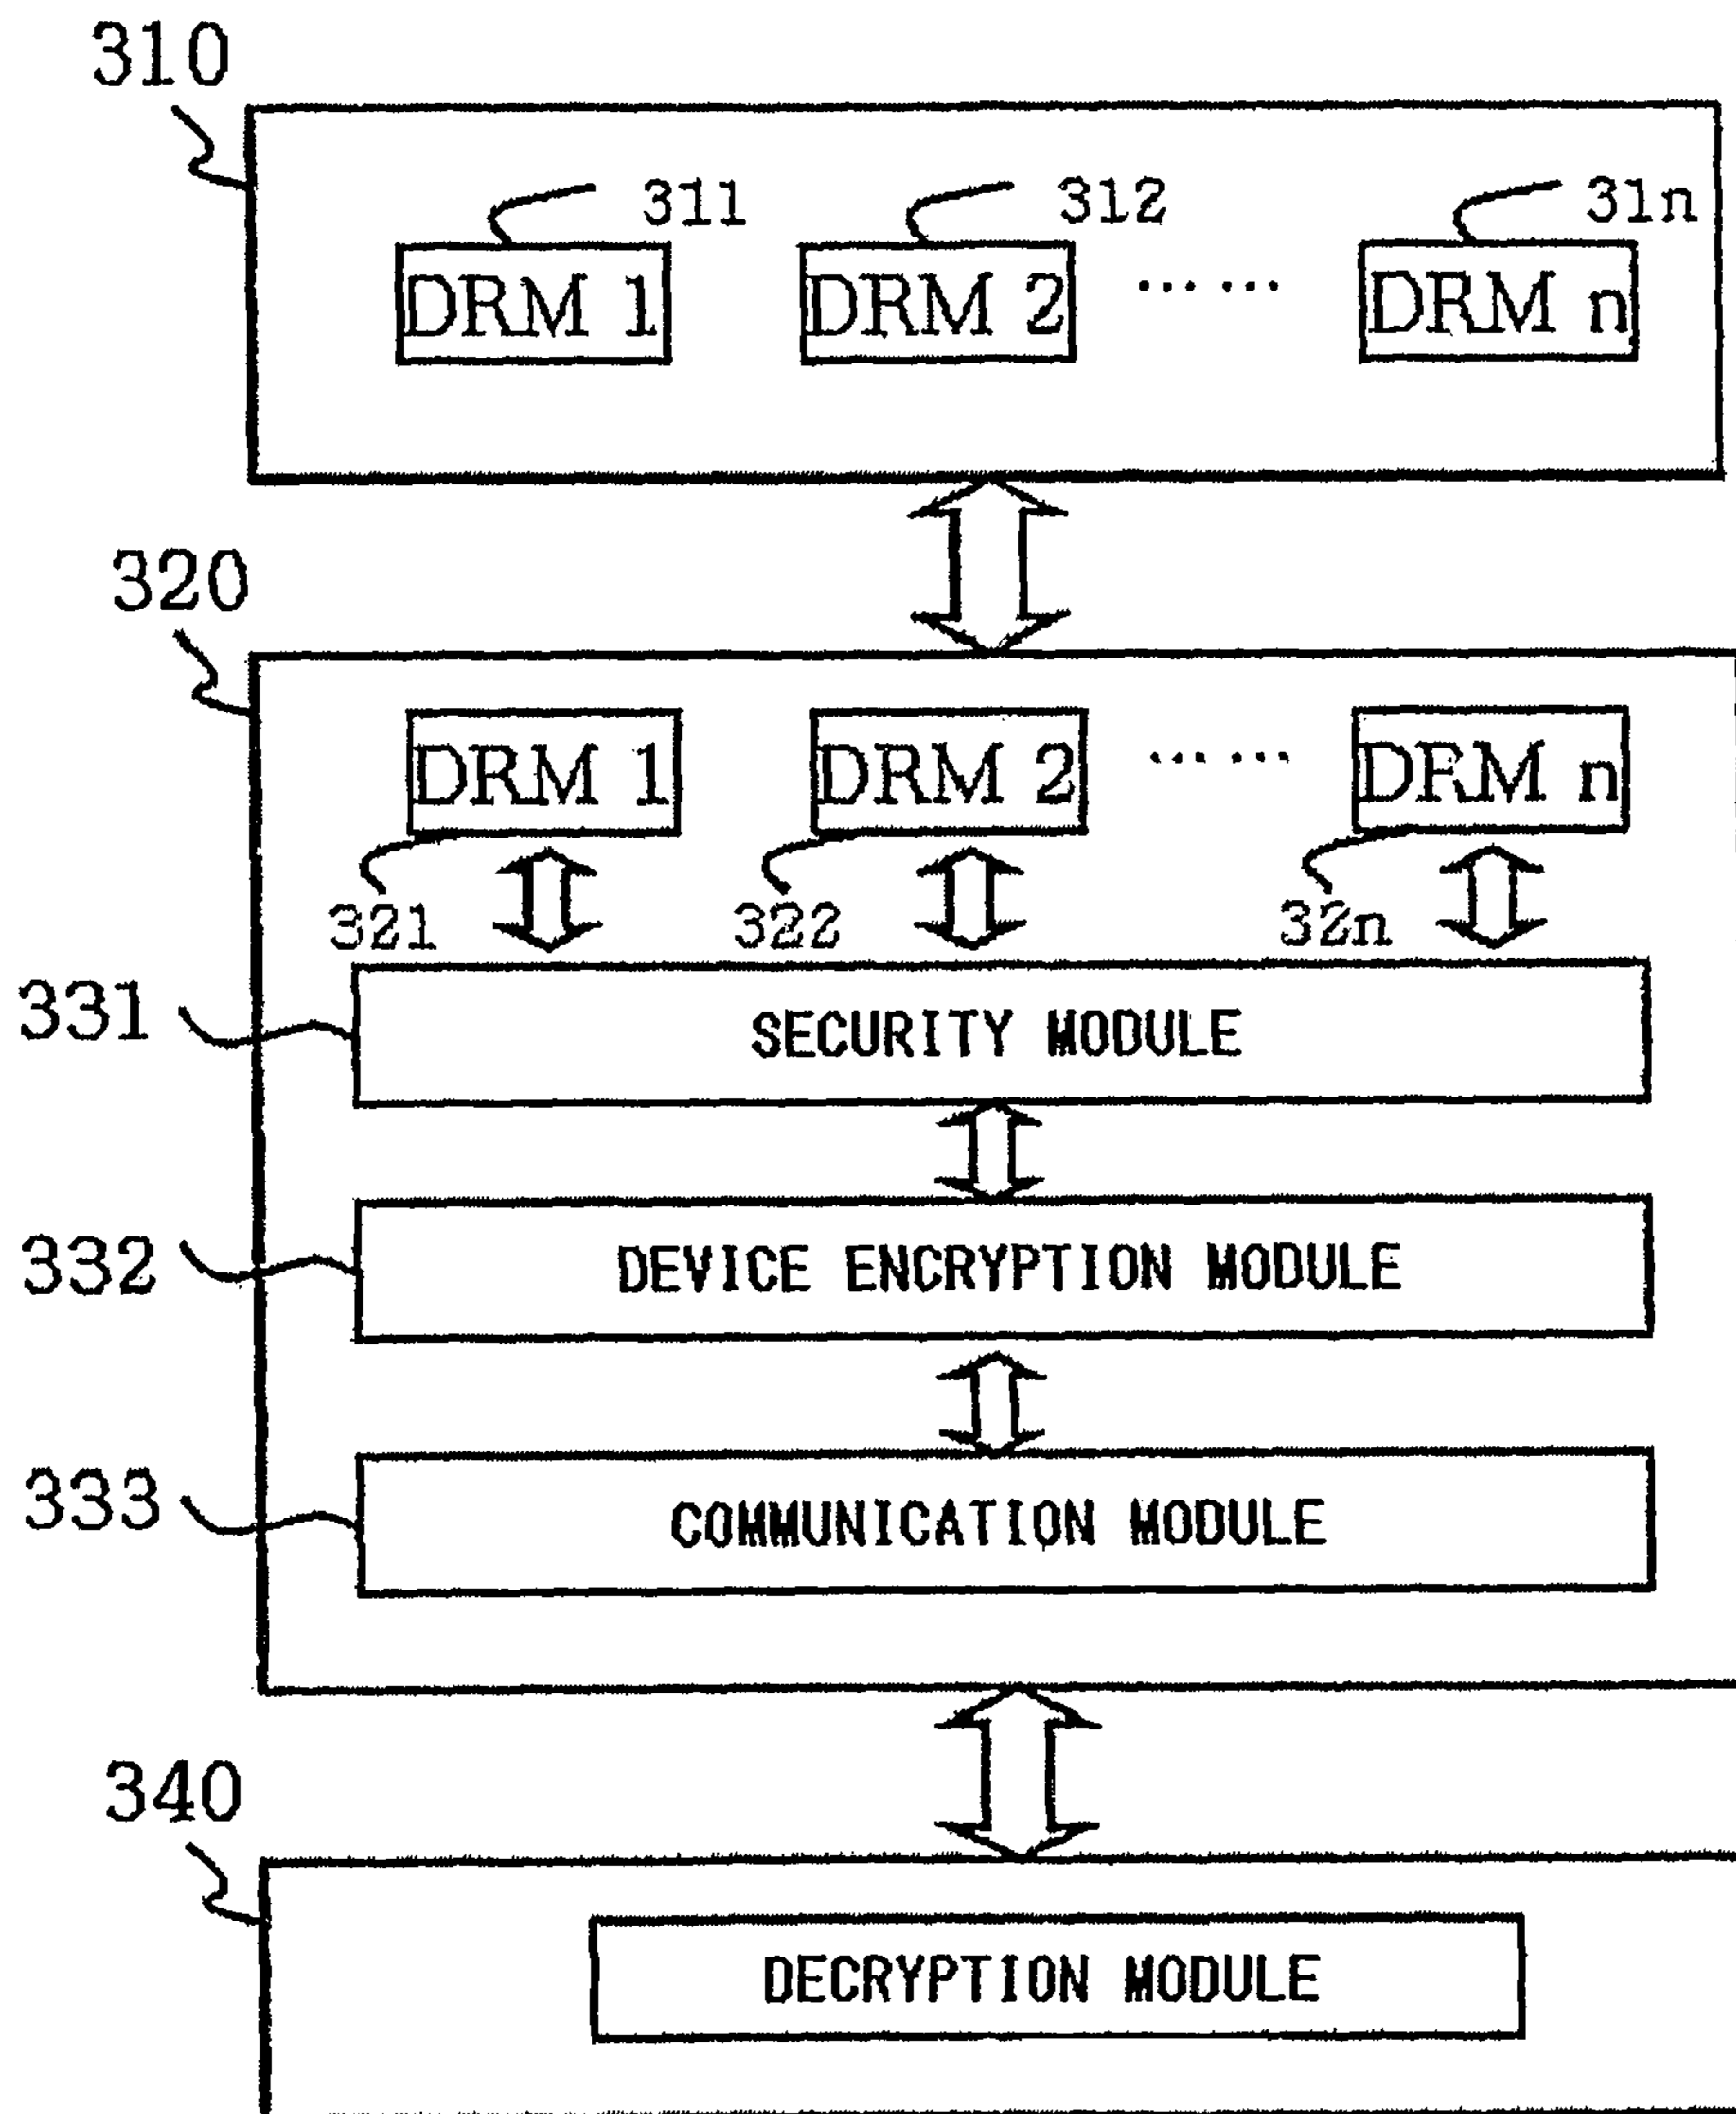 310
311 312 31n
DRM 1 DRM 2 ...... DRM n
320
DRM 1 DRM 2 ...... DRM n
321 322 32n
331 SECURITY MODULE
332 DEVICE ENCRYPTION MODULE
333 COMMUNICATION MODULE
340
DECRYPTION MODULE